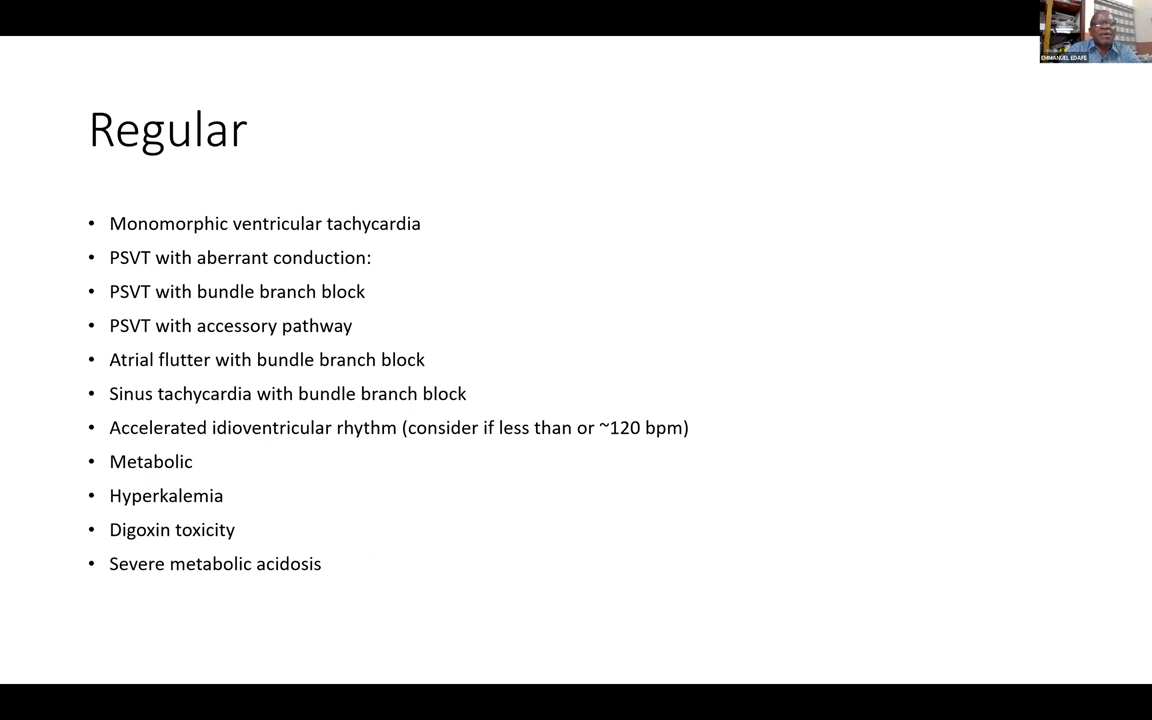 EMMANUEL EDAFE
Regular
• Monomorphic ventricular tachycardia
• PSVT with aberrant conduction:
• PSVT with bundle branch block
• PSVT with accessory pathway
• Atrial flutter with bundle branch block
• Sinus tachycardia with bundle branch block
• Accelerated idioventricular rhythm (consider if less than or ~120 bpm)
• Metabolic
• Hyperkalemia
• Digoxin toxicity
• Severe metabolic acidosis